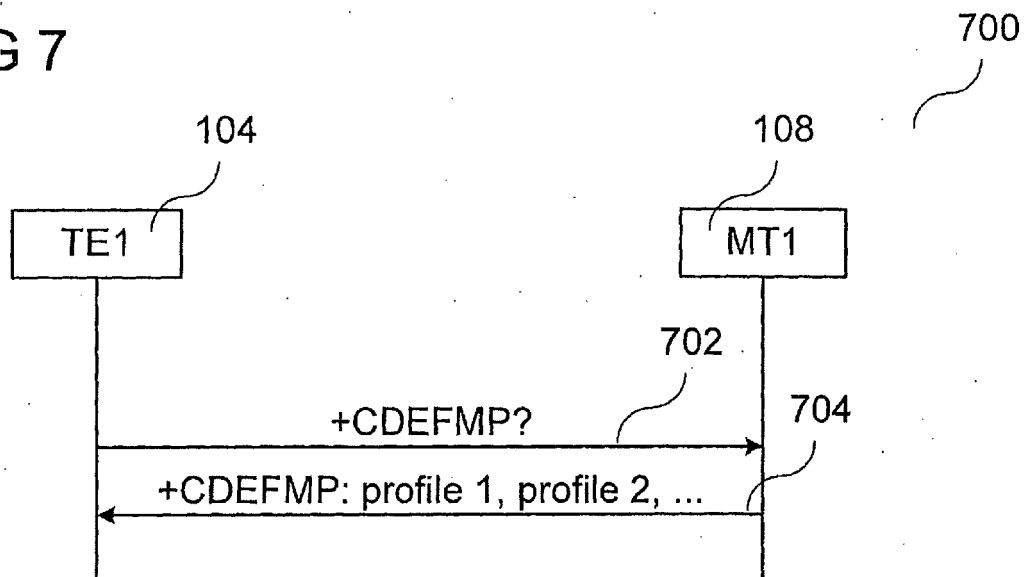 G 7
700
104
108
TE1
MT1
702
+CDEFMP?
704
+CDEFMP: profile 1, profile 2, ...